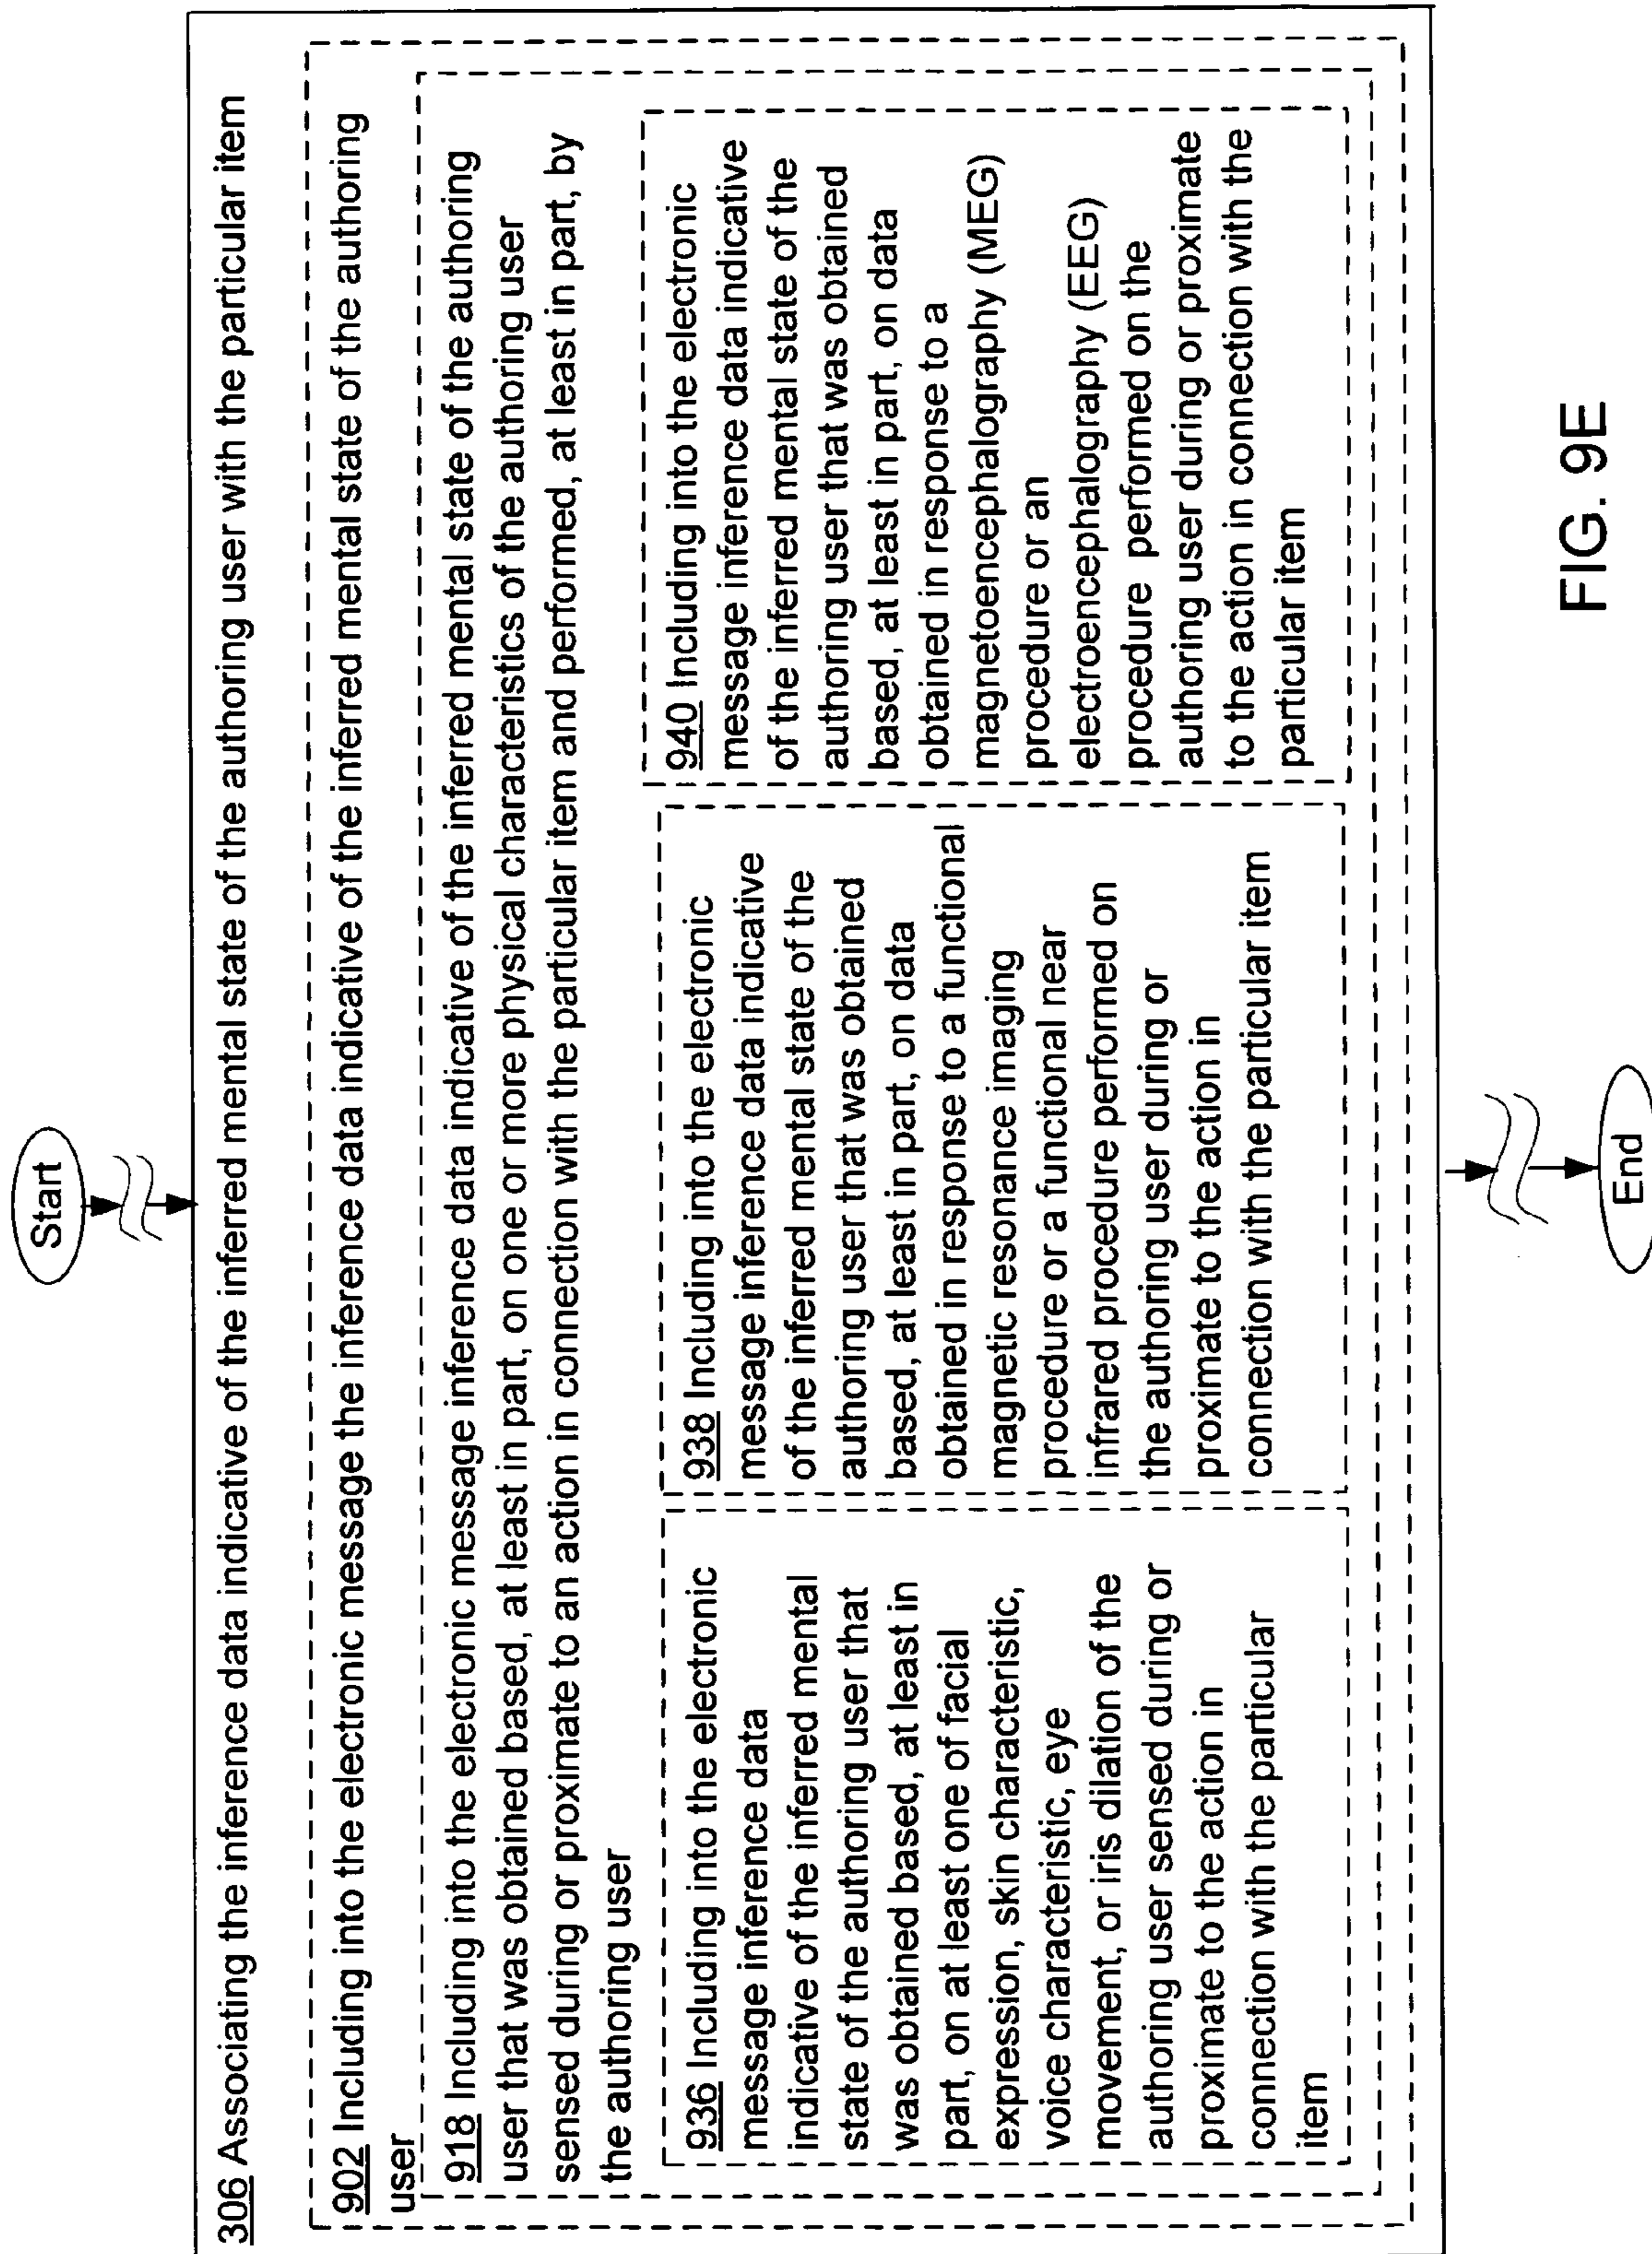 Start
306 Associating the inference data indicative of the inferred mental state of the authoring user with the particular item
902 Including into the electronic message the inference data indicative of the inferred mental state of the authoring
user
918 Including into the electronic message inference data indicative of the inferred mental state of the authoring
user that was obtained based, at least in part, on one or more physical characteristics of the authoring user
sensed during or proximate to an action in connection with the particular item and performed, at least in part, by
the authoring user
936 Including into the electronic
message inference data
indicative of the inferred mental
state of the authoring user that
was obtained based, at least in
part, on at least one of facial
expression, skin characteristic,
voice characteristic, eye
movement, or iris dilation of the
authoring user sensed during or
proximate to the action in
connection with the particular
item
938 Including into the electronic
message inference data indicative
of the inferred mental state of the
authoring user that was obtained
based, at least in part, on data
obtained in response to a functional
magnetic resonance imaging
procedure or a functional near
infrared procedure performed on
the authoring user during or
proximate to the action in
connection with the particular item
940 Including into the electronic
message inference data indicative
of the inferred mental state of the
authoring user that was obtained
based, at least in part, on data
obtained in response to a
magnetoencephalography (MEG)
procedure or an
electroencephalography (EEG)
procedure performed on the
authoring user during or proximate
to the action in connection with the
particular item
End
FIG. 9E